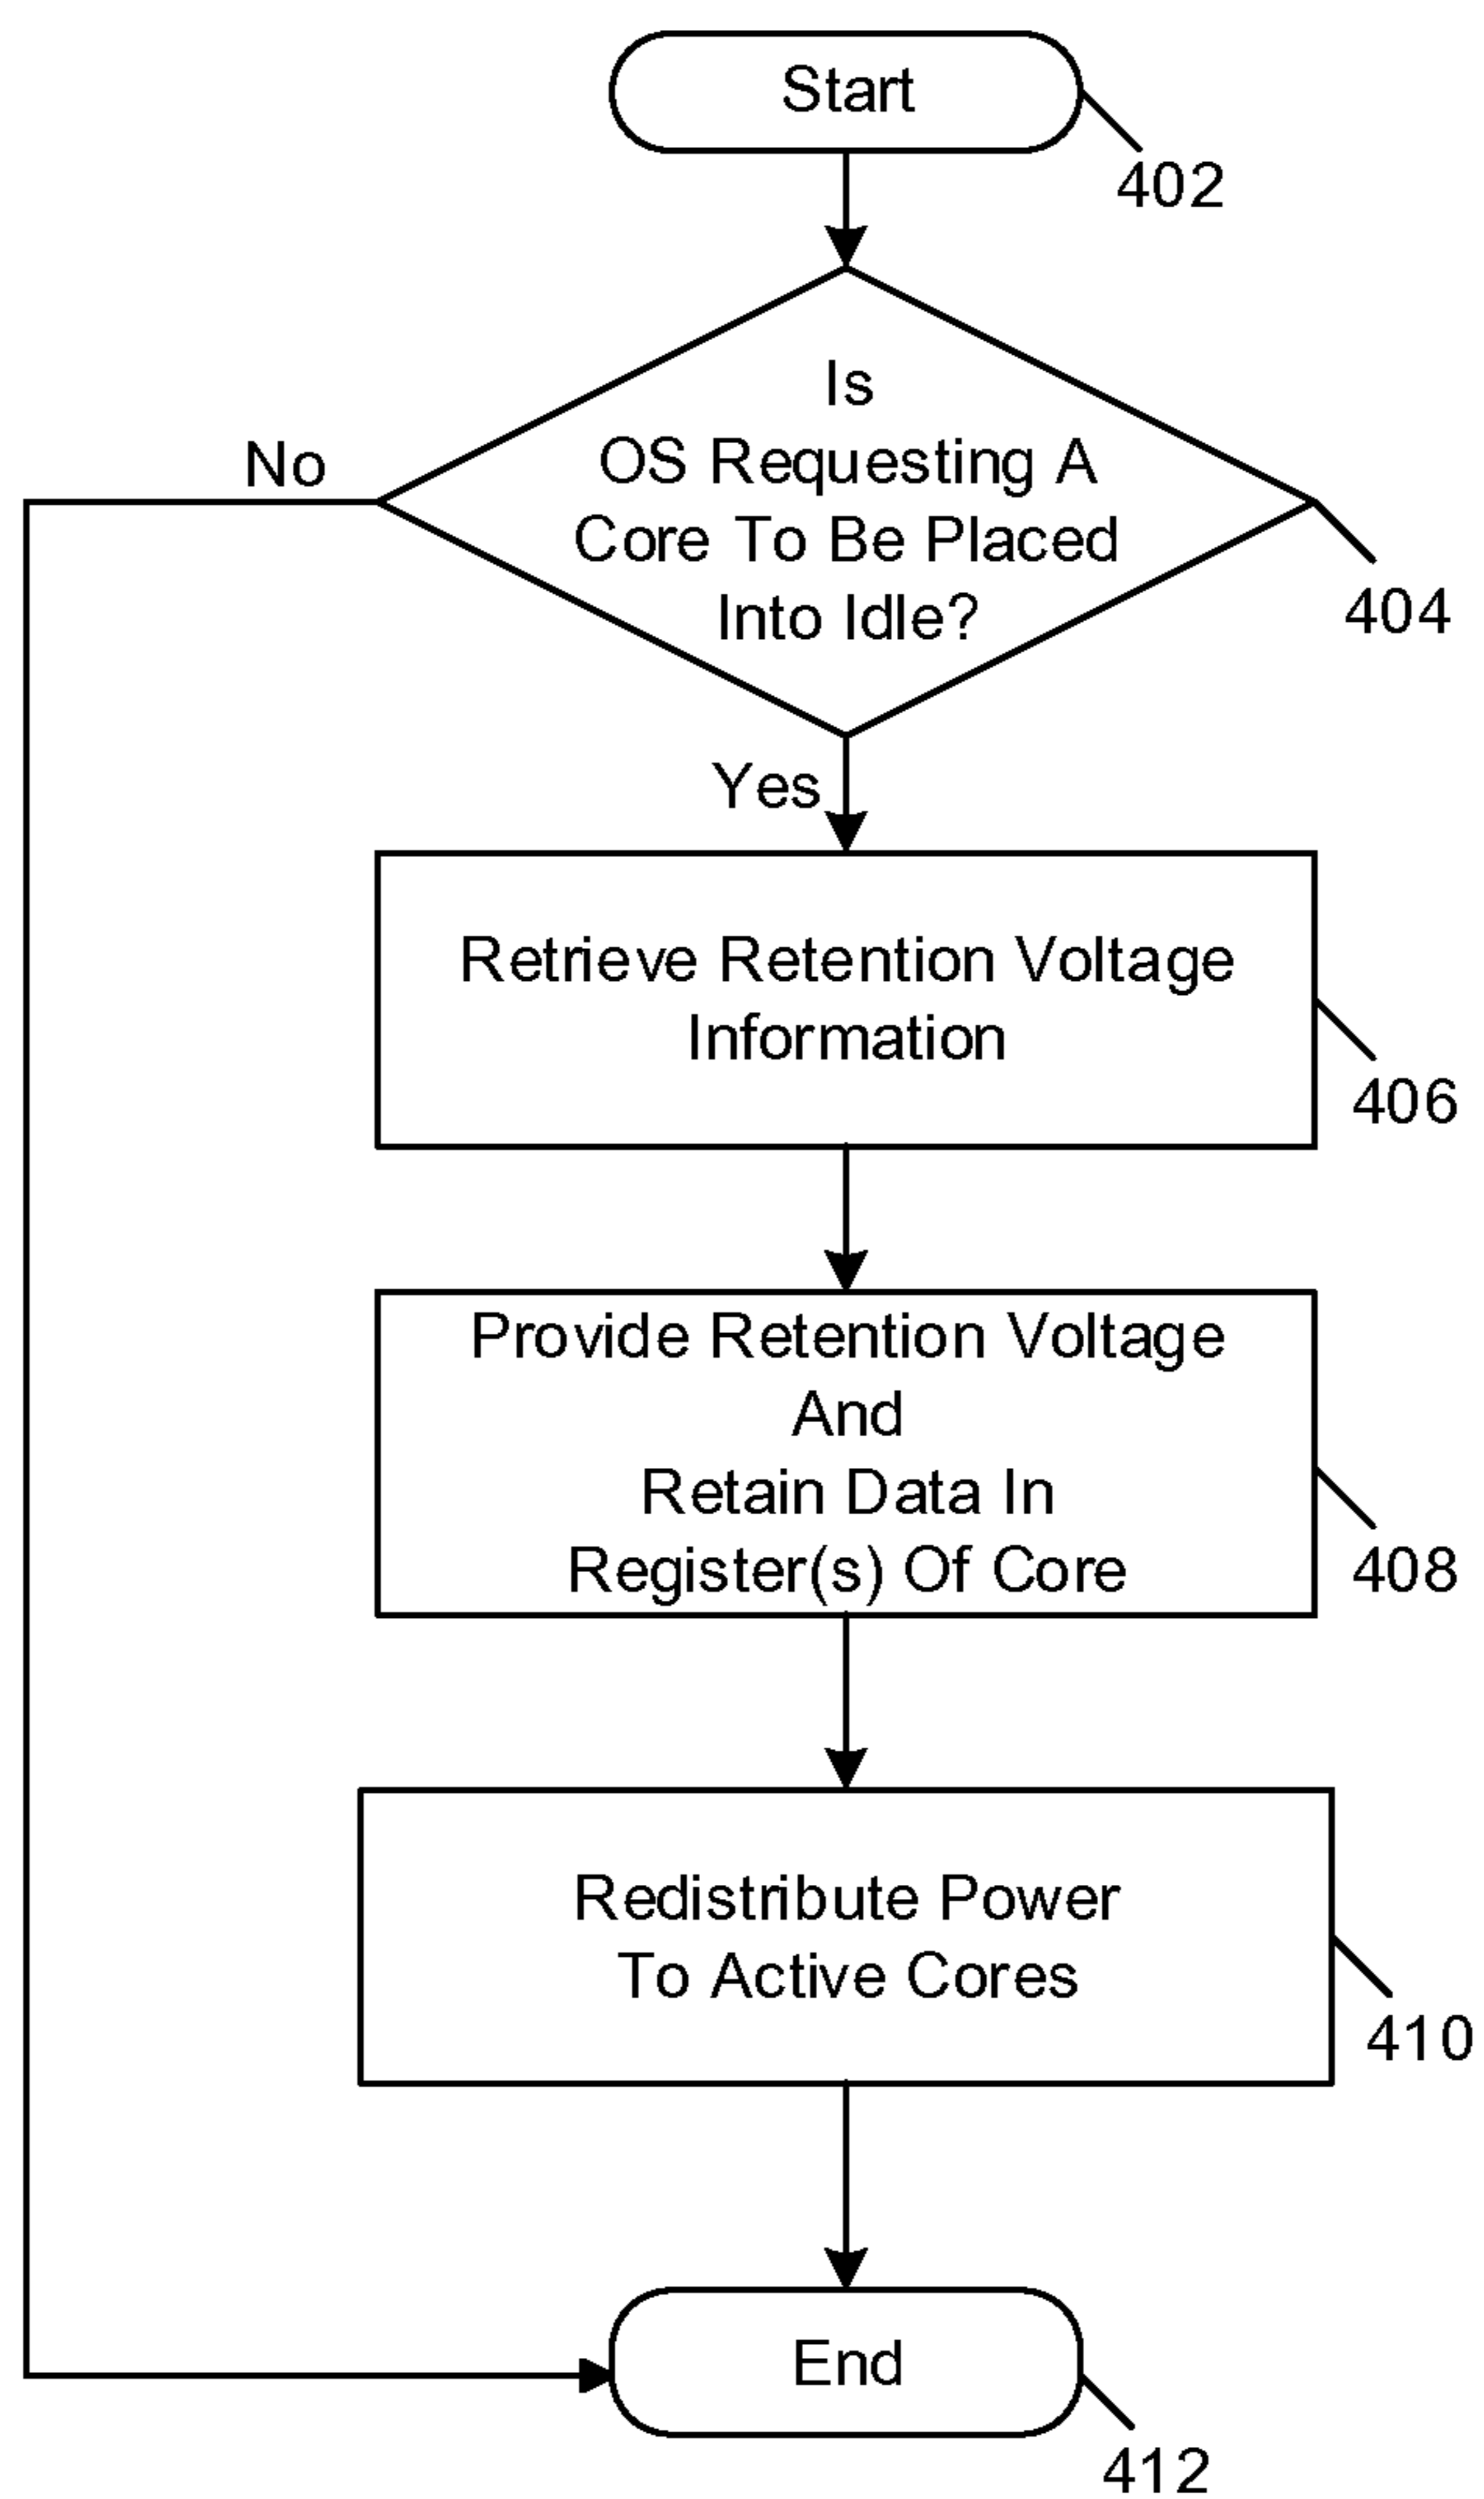 Start
402
Is
OS Requesting A
Core To Be Placed
Into Idle?
No
404
Yes
Retrieve Retention Voltage
Information
406
Provide Retention Voltage
And
Retain Data In
Register(s) Of Core
408
Redistribute Power
To Active Cores
410
End
412